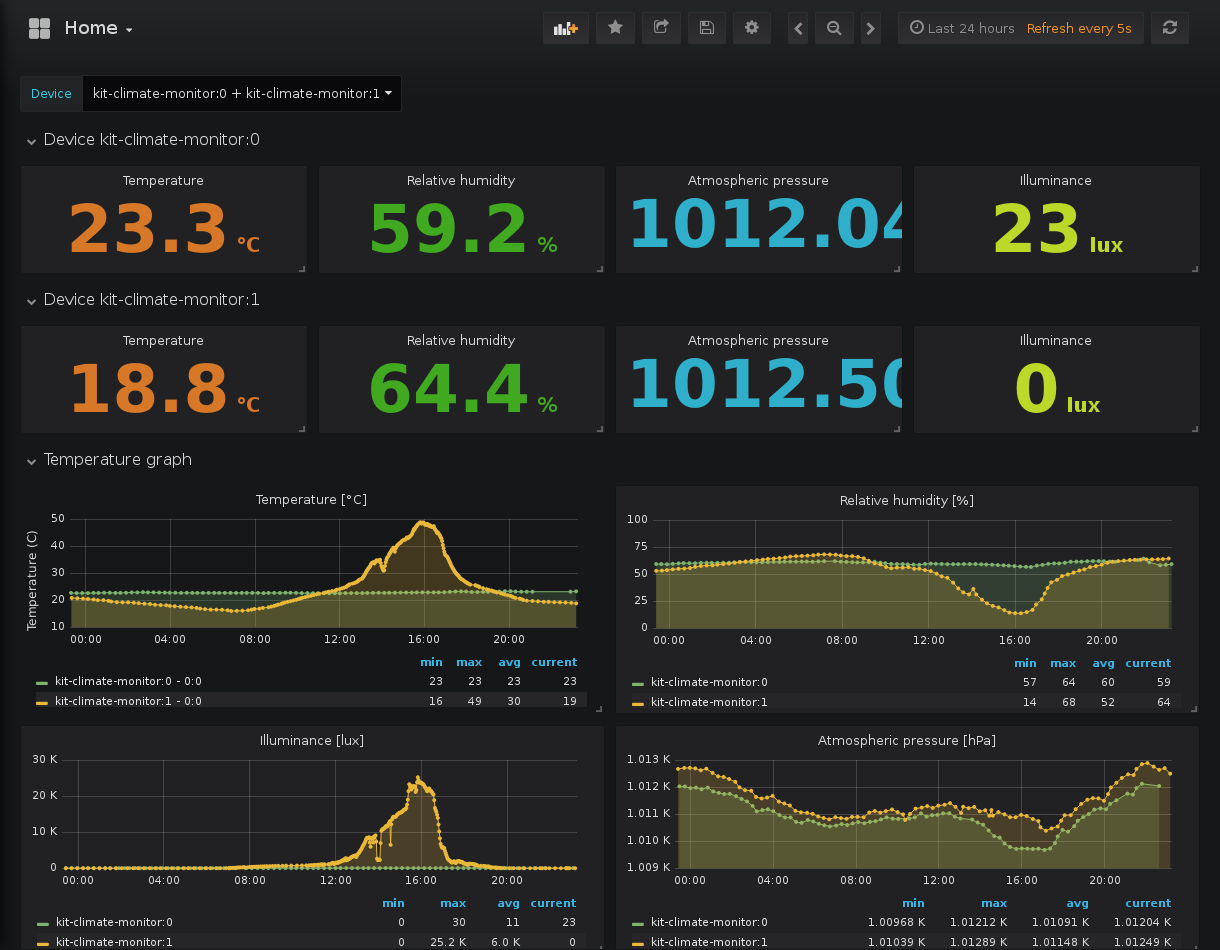 Home
Last 24 hours Refresh every 5s
Device kit-climate-monitor:0 + kit-climate-monitor:1
Device kit-climate-monitor:0
Temperature Relative humidity Atmospheric pressure Illuminance
23.3 °C 59.2 % 1012.04 23 lux
Device kit-climate-monitor:1
Temperature Relative humidity Atmospheric pressure Illuminance
18.8 °C 64.4 % 1012.50 0 lux
Temperature graph
Temperature [°C]
Temperature (C)
50
40
30
20
10
00:00 04:00 08:00 12:00 16:00 20:00
min max avg current
kit-climate-monitor:0 - 0:0 23 23 23 23
kit-climate-monitor:1 - 0:0 16 49 30 19
Relative humidity [%]
100
75
50
25
0
00:00 04:00 08:00 12:00 16:00 20:00
min max avg current
kit-climate-monitor:0 57 64 60 59
kit-climate-monitor:1 14 68 52 64
Illuminance [lux]
30 K
20 K
10 K
0
00:00 04:00 08:00 12:00 16:00 20:00
min max avg current
kit-climate-monitor:0 0 30 11 23
kit-climate-monitor:1 0 25.2 K 6.0 K 0
Atmospheric pressure [hPa]
1.013 K
1.012 K
1.011 K
1.010 K
1.009 K
00:00 04:00 08:00 12:00 16:00 20:00
min max avg current
kit-climate-monitor:0 1.00968 K 1.01212 K 1.01091 K 1.01204 K
kit-climate-monitor:1 1.01039 K 1.01289 K 1.01148 K 1.01249 K